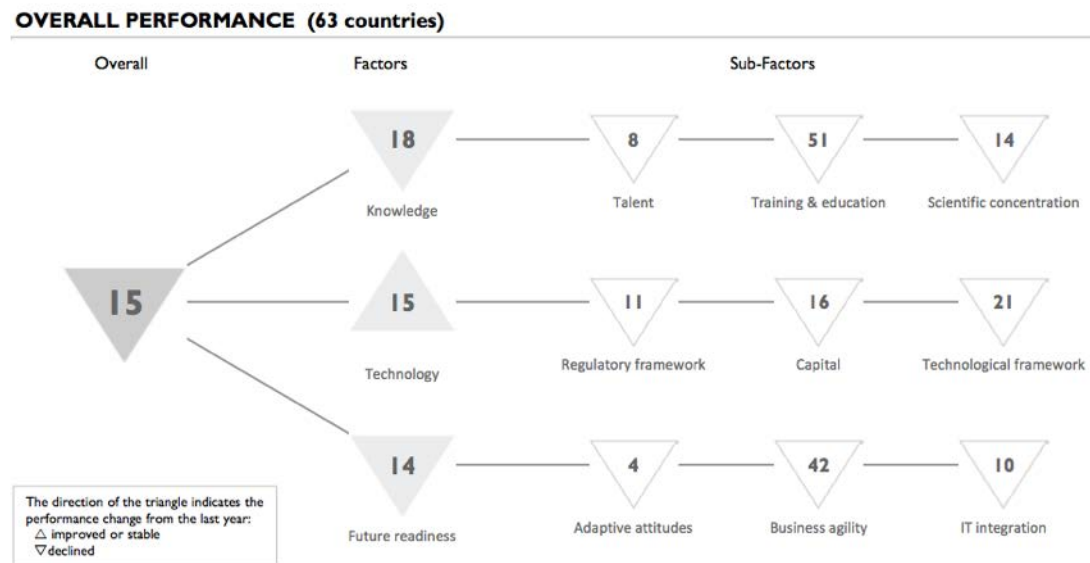 OVERALL PERFORMANCE (63 countries)
Overall Factors Sub-Factors
18 8 51 14
Knowledge Talent Training & education Scientific concentration
15 15 11 16 21
Technology Regulatory framework Capital Technological framework
14 4 42 10
Future readiness Adaptive attitudes Business agility IT integration
The direction of the triangle indicates the
performance change from the last year:
△ improved or stable
▽ declined